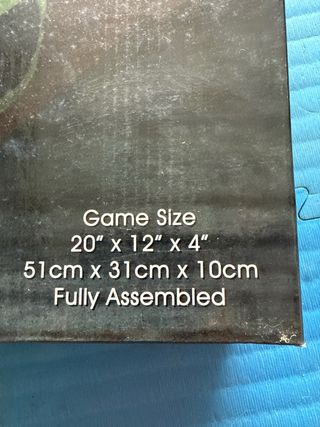 Game Size
20" x 12" x 4"
51cm x 31cm x 10cm
Fully Assembled